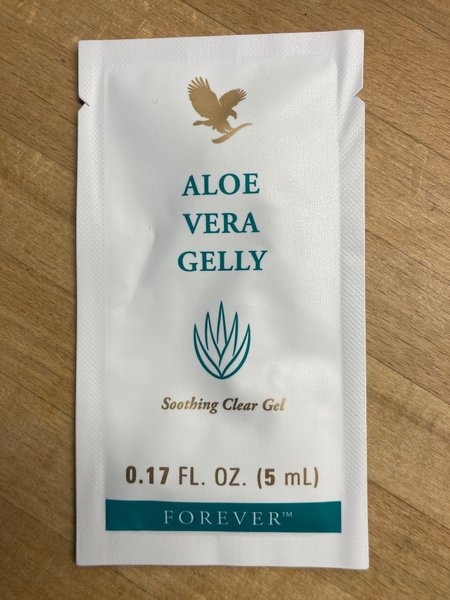 ALOE
VERA
GELLY
Soothing Clear Gel
0.17 FL. OZ. (5 mL)
FOREVER™